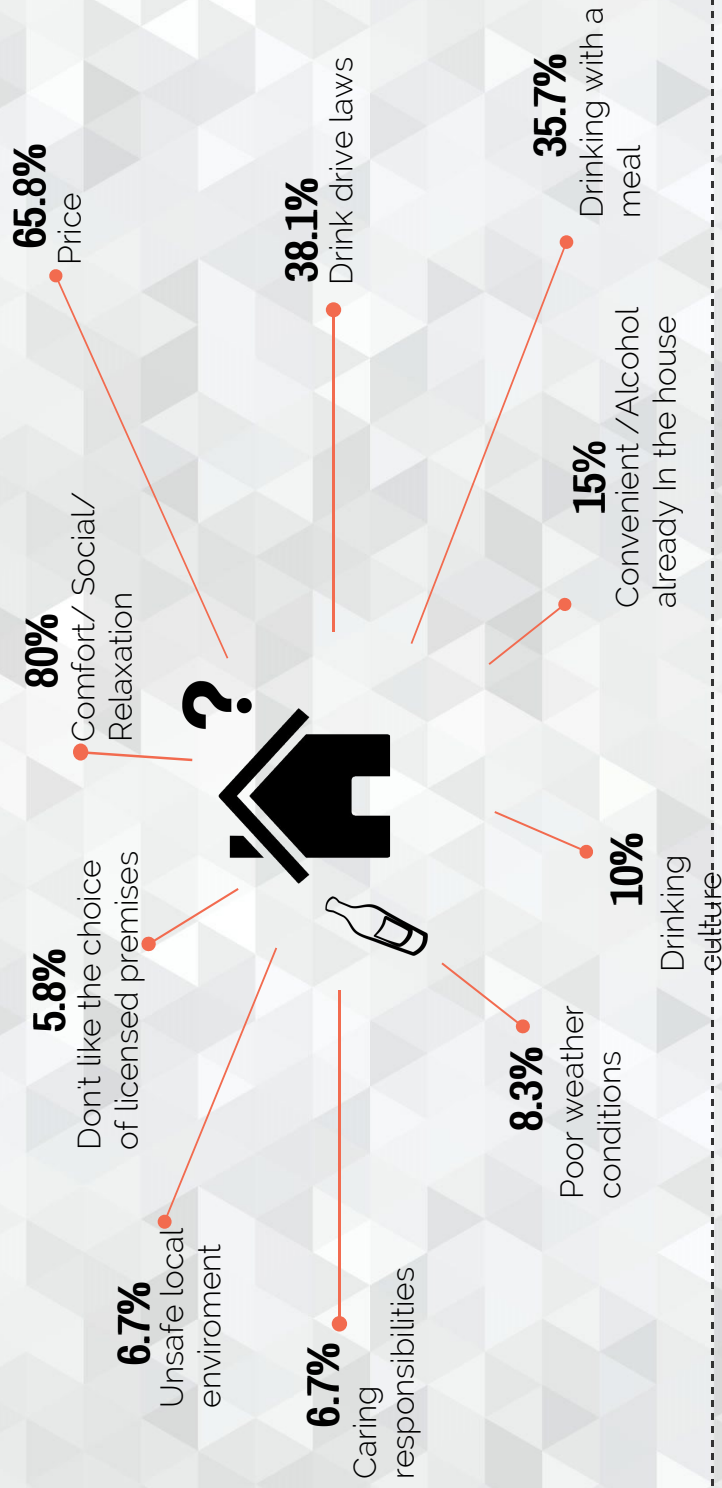 80%
Comfort/ Social/
Relaxation
65.8%
Price
38.1%
Drink drive laws
35.7%
Drinking with a
meal
15%
Convenient /Alcohol
already In the house
10%
Drinking
culture
8.3%
Poor weather
conditions
6.7%
Caring
responsibilities
6.7%
Unsafe local
enviroment
5.8%
Don't like the choice
of licensed premises
?